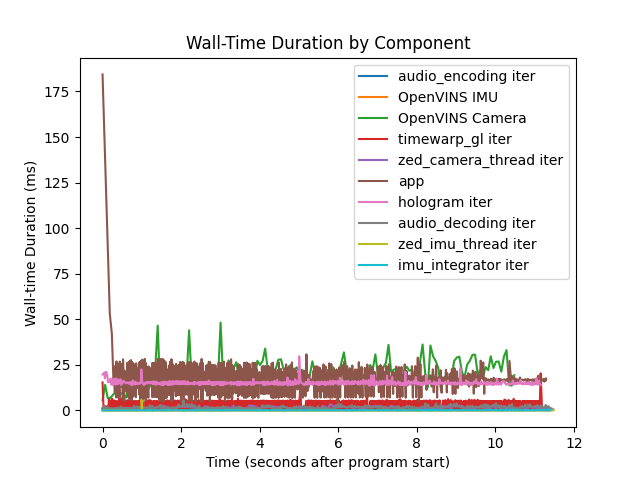 Wall-Time Duration by Component
Wall-time Duration (ms)
175
150
125
100
75
50
25
0
audio_encoding iter
OpenVINS IMU
OpenVINS Camera
timewarp_gl iter
zed_camera_thread iter
app
hologram iter
audio_decoding iter
zed_imu_thread iter
imu_integrator iter
0 2 4 6 8 10 12
Time (seconds after program start)